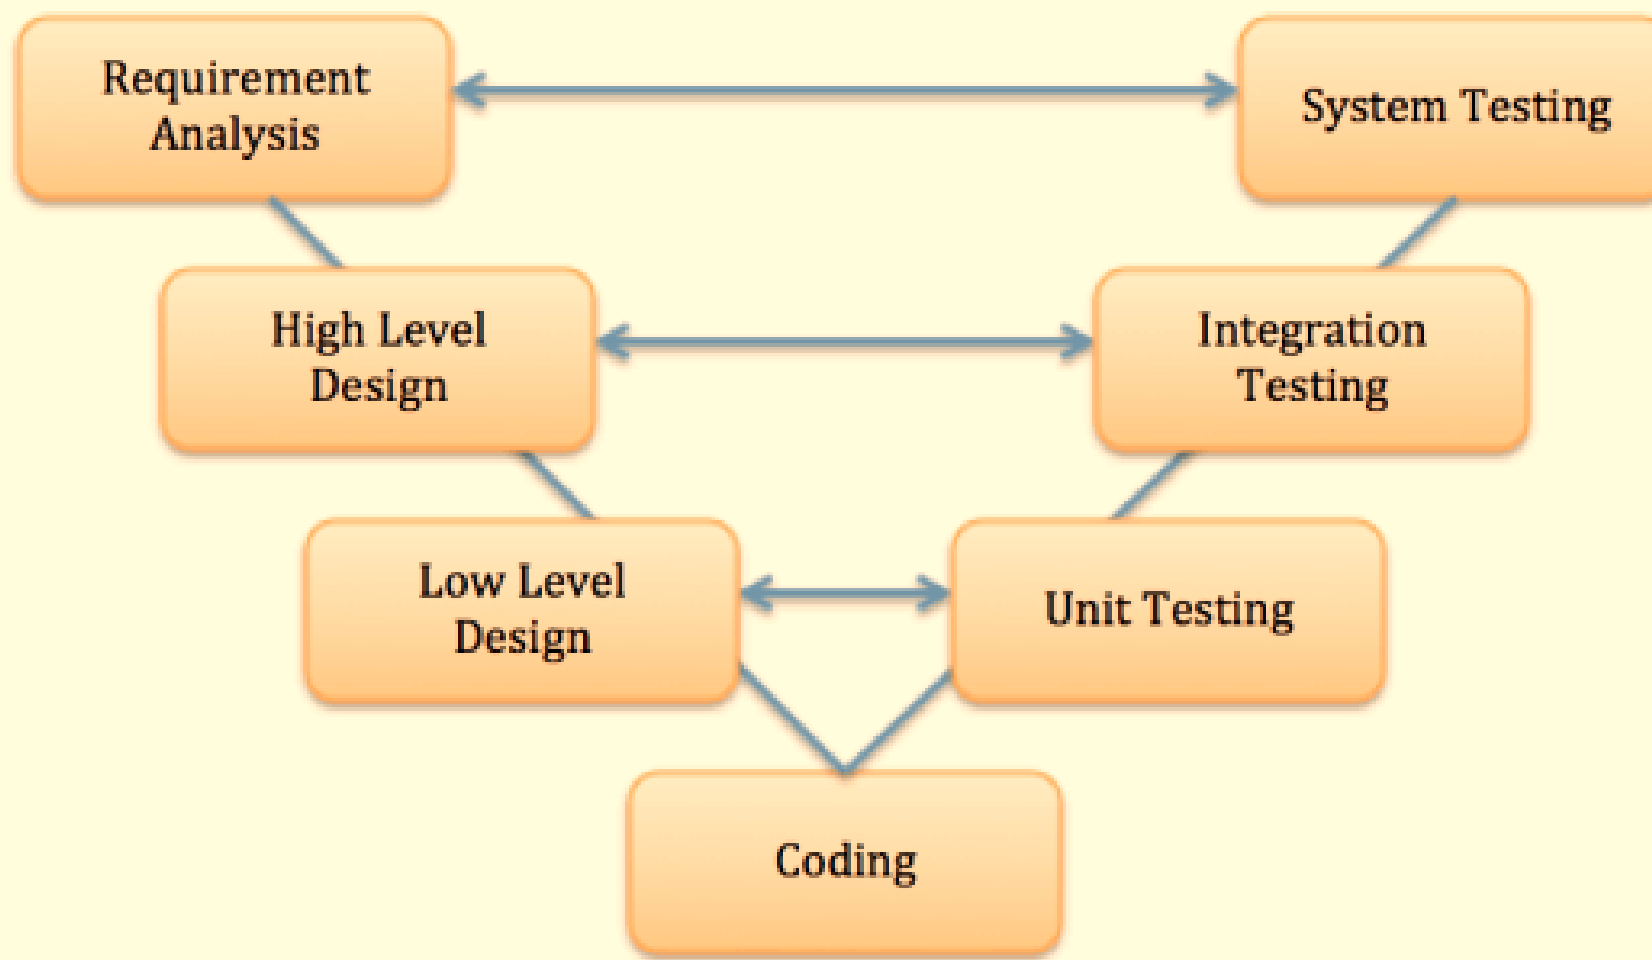 Requirement
Analysis
System Testing
High Level
Design
Integration
Testing
Low Level
Design
Unit Testing
Coding